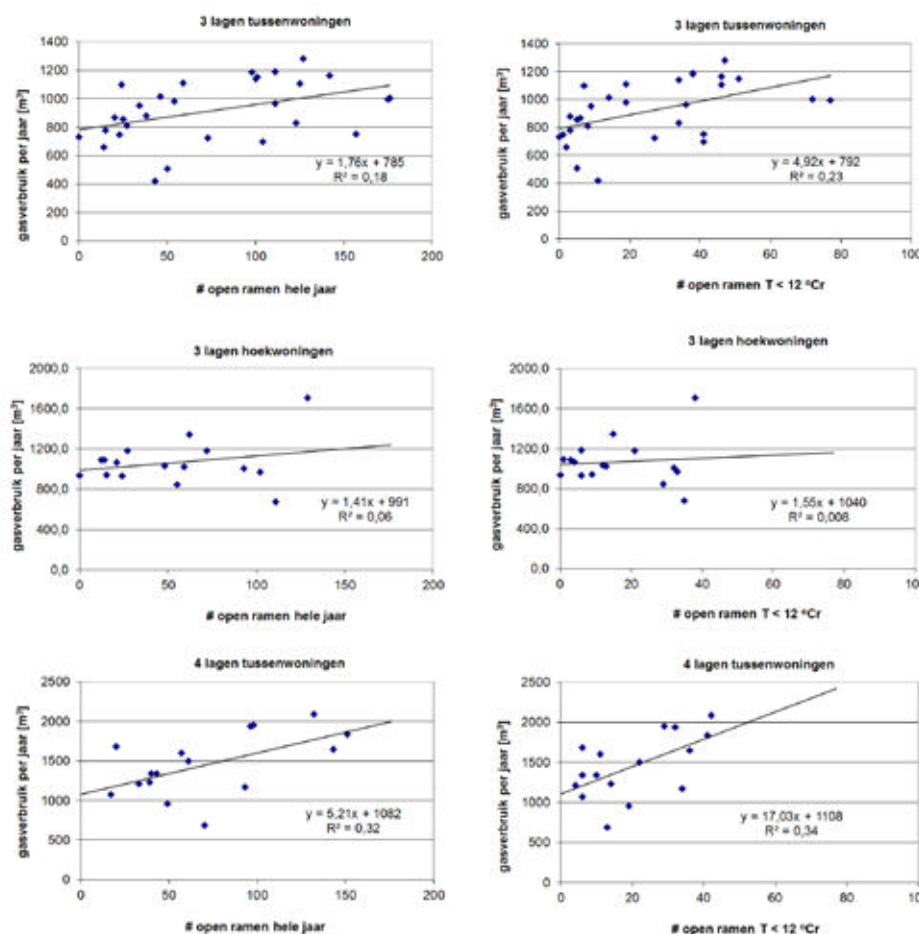 3 lagen tussenwoningen
gasverbruik per jaar [m³]
1400
1200
1000
800
600
400
200
0
y = 1,76x + 785
R² = 0,18
0 50 100 150 200
# open ramen hele jaar
3 lagen tussenwoningen
gasverbruik per jaar [m³]
1400
1200
1000
800
600
400
200
0
y = 4,92x + 792
R² = 0,23
0 20 40 60 80 100
# open ramen T < 12 ºCr
3 lagen hoekwoningen
gasverbruik per jaar [m³]
2000,0
1600,0
1200,0
800,0
400,0
0,0
y = 1,41x + 991
R² = 0,06
0 50 100 150 200
# open ramen hele jaar
3 lagen hoekwoningen
gasverbruik per jaar [m³]
2000,0
1600,0
1200,0
800,0
400,0
0,0
y = 1,55x + 1040
R² = 0,008
0 20 40 60 80 100
# open ramen T < 12 ºCr
4 lagen tussenwoningen
gasverbruik per jaar [m³]
2500
2000
1500
1000
500
0
y = 5,21x + 1082
R² = 0,32
0 50 100 150 200
# open ramen hele jaar
4 lagen tussenwoningen
gasverbruik per jaar [m³]
2500
2000
1500
1000
500
0
y = 17,03x + 1108
R² = 0,34
0 20 40 60 80 100
# open ramen T < 12 ºCr